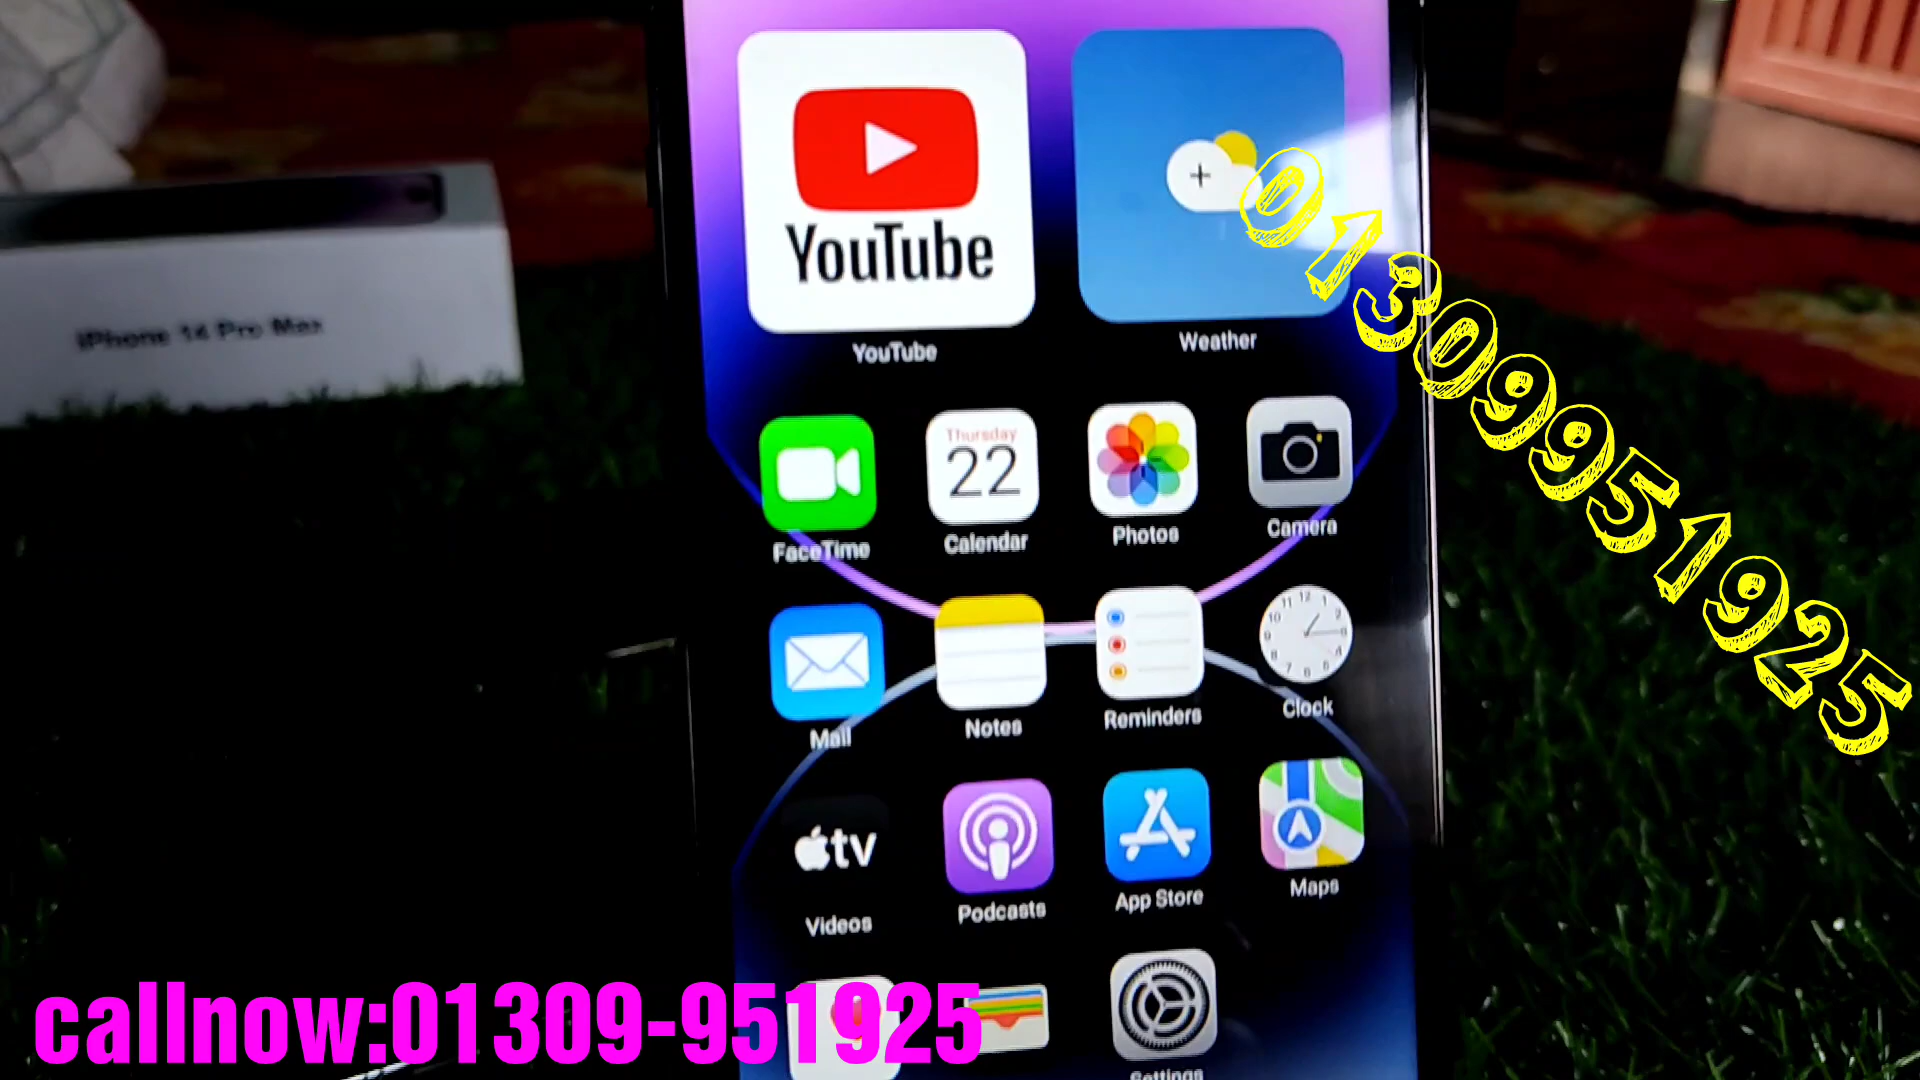 YouTube
YouTube
Weather
01309951925
iPhone 14 Pro Max
Thursday
22
FaceTime
Calendar
Photos
Camera
Mail
Notes
Reminders
Clock
tv
Videos
Podcasts
App Store
Maps
Settings
callnow:01309-951925